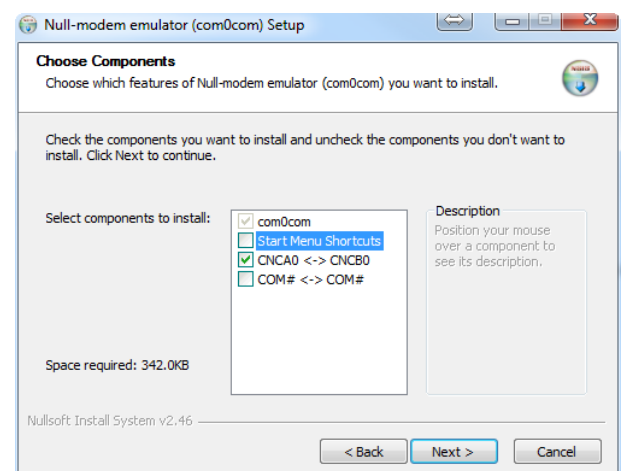 Null-modem emulator (com0com) Setup
Choose Components
Choose which features of Null-modem emulator (com0com) you want to install.
Check the components you want to install and uncheck the components you don't want to
install. Click Next to continue.
Select components to install:
com0com
Start Menu Shortcuts
CNCA0 <-> CNCB0
COM# <-> COM#
Description
Position your mouse
over a component to
see its description.
Space required: 342.0KB
Nullsoft Install System v2.46
< Back
Next >
Cancel